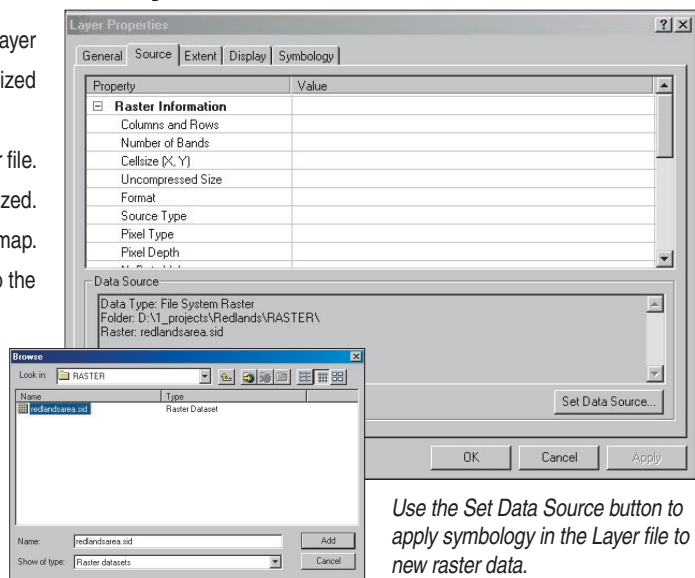 ayer
ized
file.
zed.
map.
o the
Layer Properties
General Source Extent Display Symbology
Property Value
Raster Information
Columns and Rows
Number of Bands
Cellsize (X, Y)
Uncompressed Size
Format
Source Type
Pixel Type
Pixel Depth
Data Source
Data Type: File System Raster
Folder: D:\1_projects\Redlands\RASTER\
Raster: redlandsarea.sid
Set Data Source...
OK Cancel Apply
Browse
Look in: RASTER
Name Type
redlandsarea.sid Raster Dataset
Name: redlandsarea.sid Add
Show of type: Raster datasets Cancel
Use the Set Data Source button to
apply symbology in the Layer file to
new raster data.